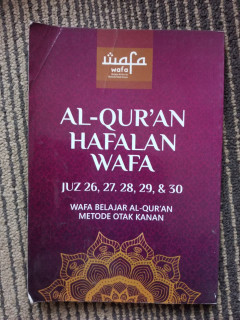 wafa
wafa
AL-QUR'AN
HAFALAN
WAFA
JUZ 26, 27, 28, 29, & 30
WAFA BELAJAR AL-QUR'AN
METODE OTAK KANAN